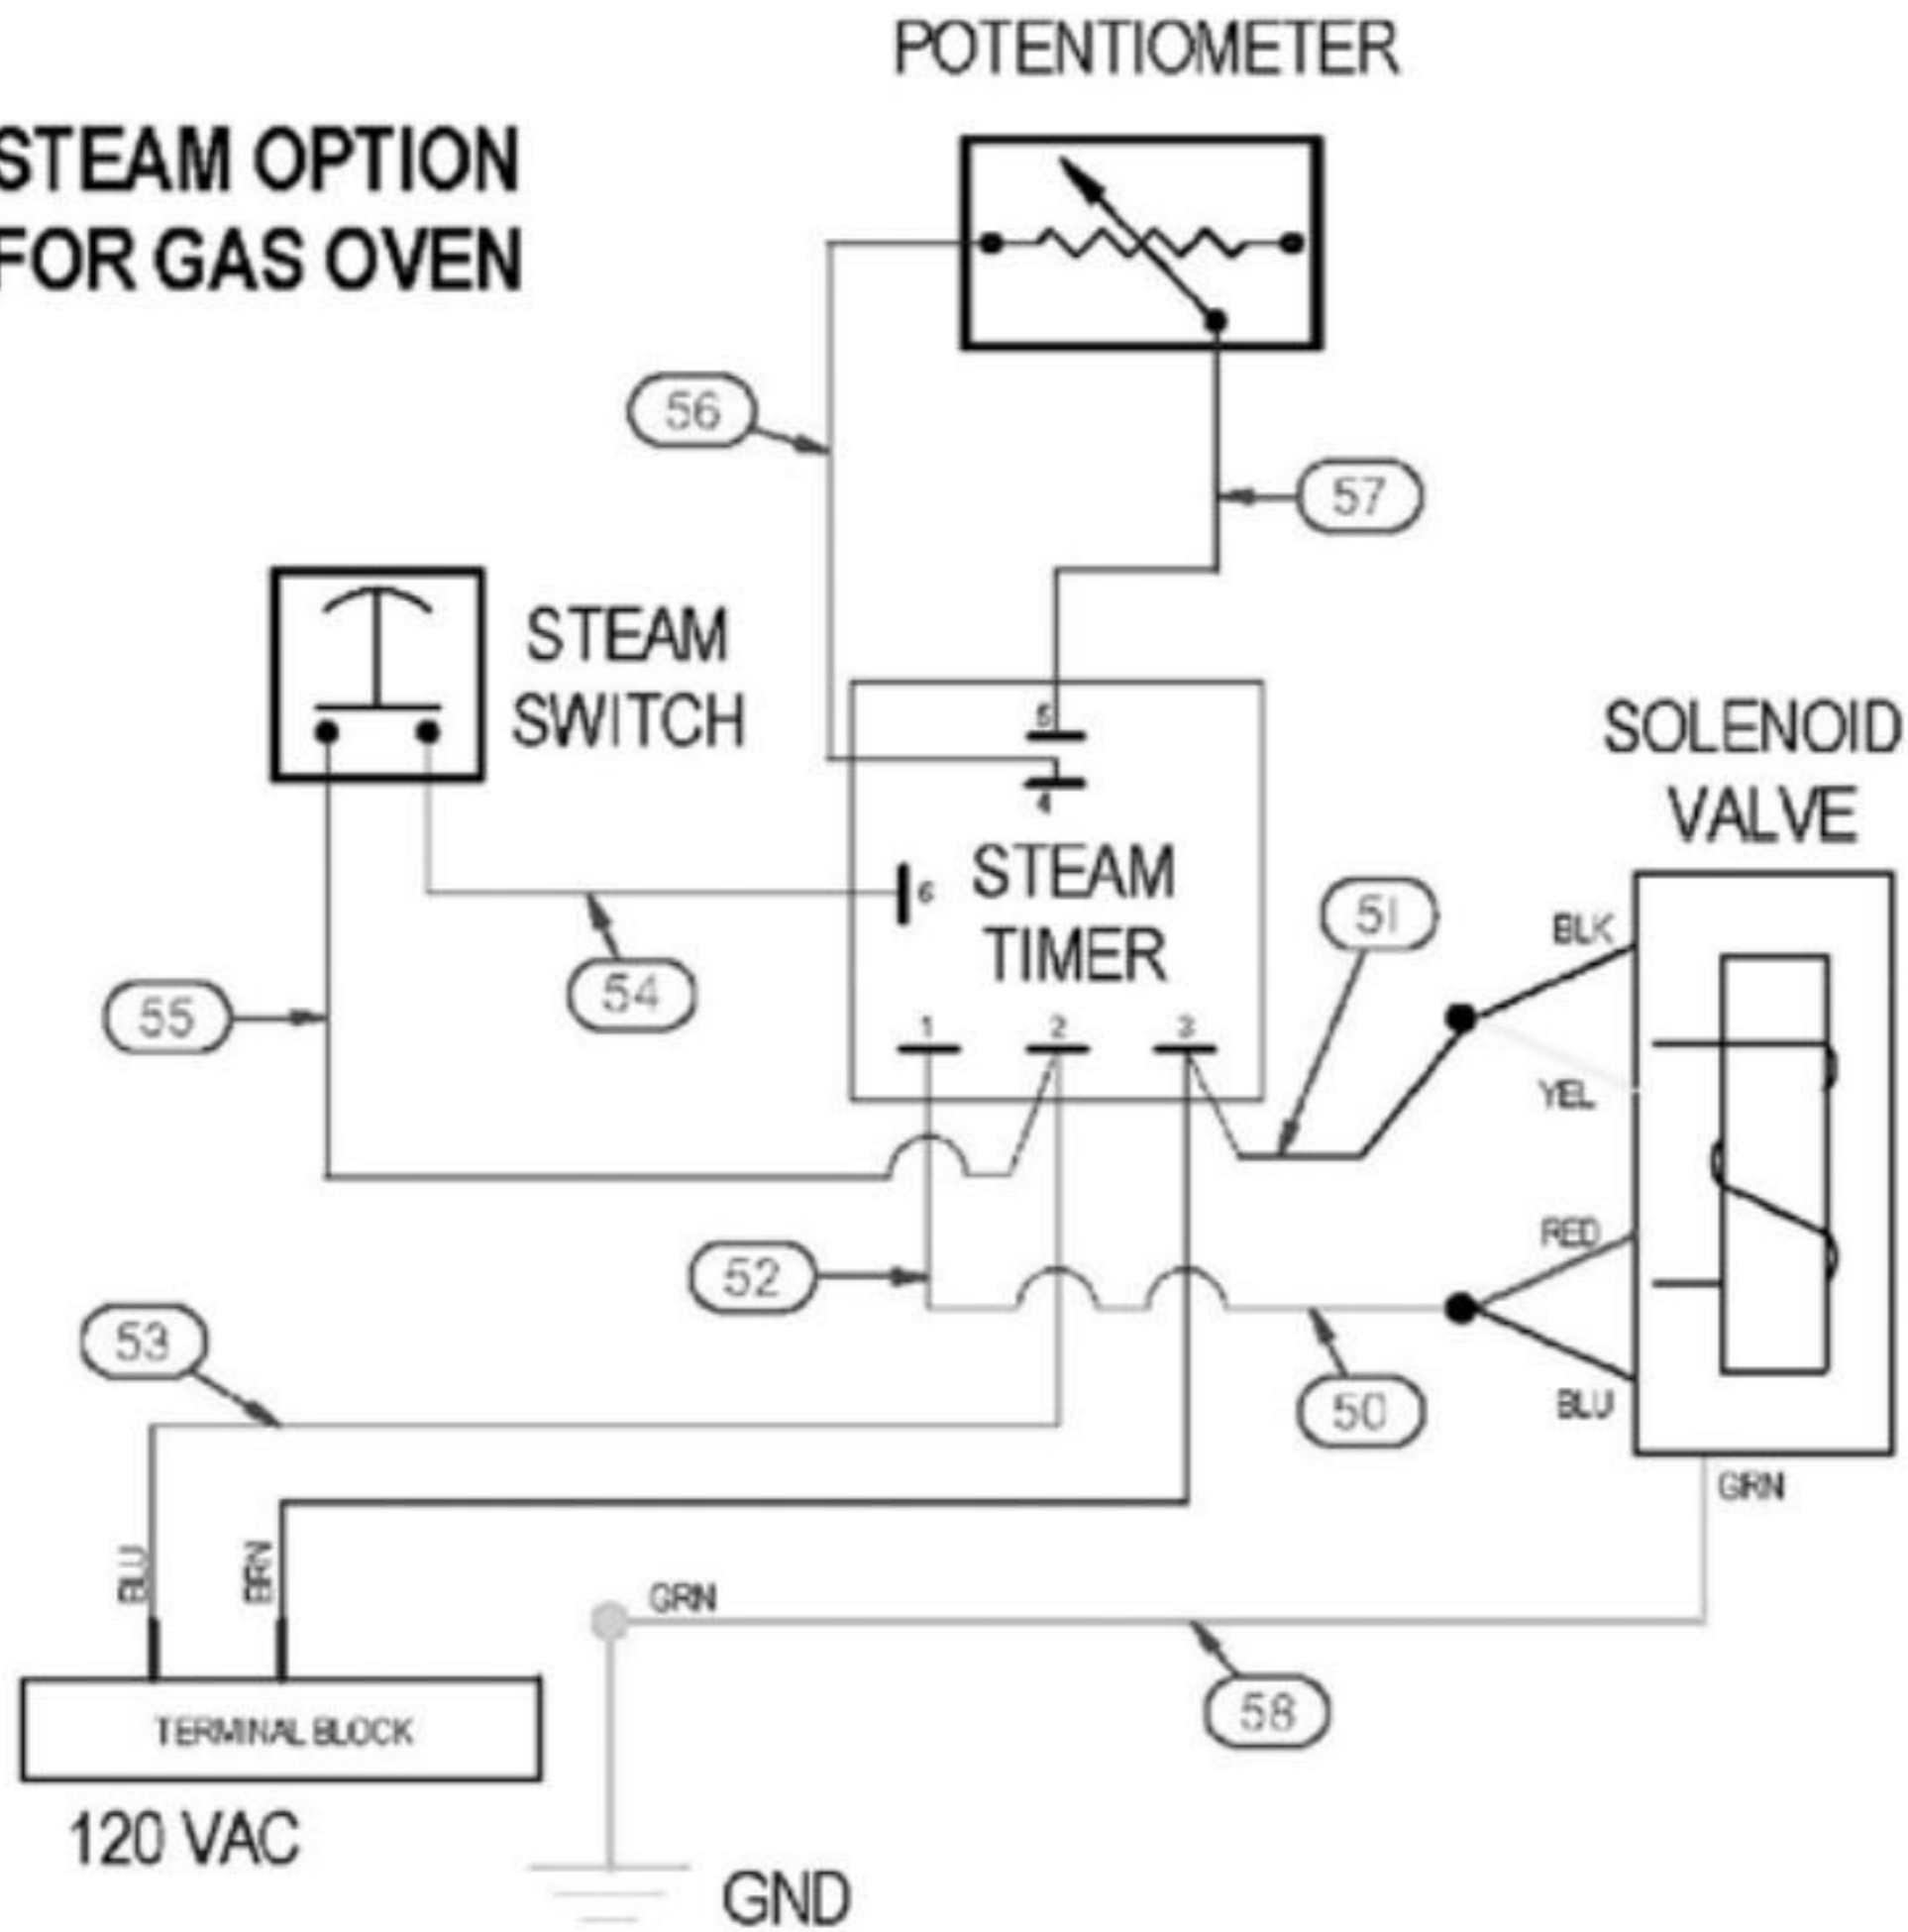 POTENTIOMETER
STEAM OPTION
FOR GAS OVEN
56
57
STEAM
SWITCH
5
4
SOLENOID
VALVE
6
STEAM
TIMER
54
55
51
BLK
YEL
1 2 3
RED
52
53
50
BLU
GRN
BLU
BRN
GRN
58
TERMINAL BLOCK
120 VAC
GND